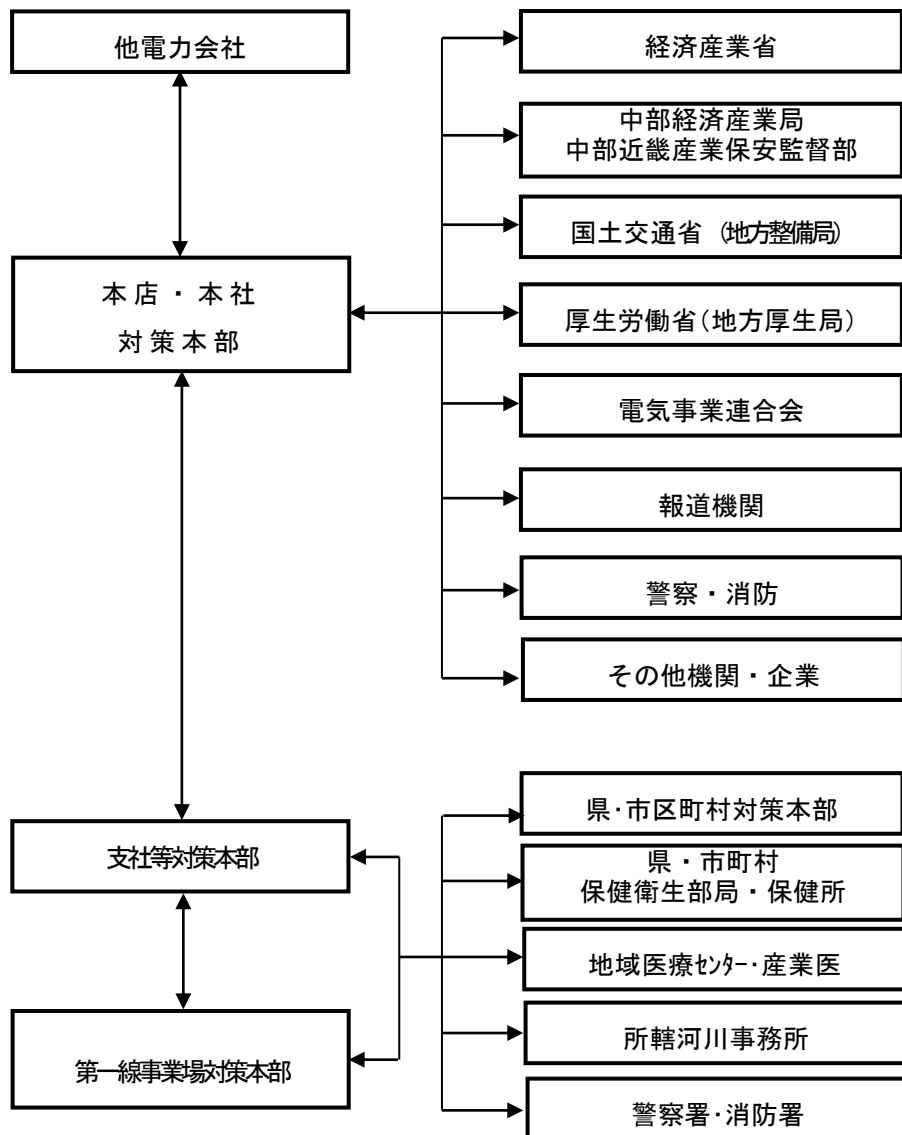 他電力会社
本店・本社
対策本部
支社等対策本部
第一線事業場対策本部
経済産業省
中部経済産業局
中部近畿産業保安監督部
国土交通省（地方整備局）
厚生労働省（地方厚生局）
電気事業連合会
報道機関
警察・消防
その他機関・企業
県・市区町村対策本部
県・市町村
保健衛生部局・保健所
地域医療ｾﾝﾀｰ・産業医
所轄河川事務所
警察署・消防署